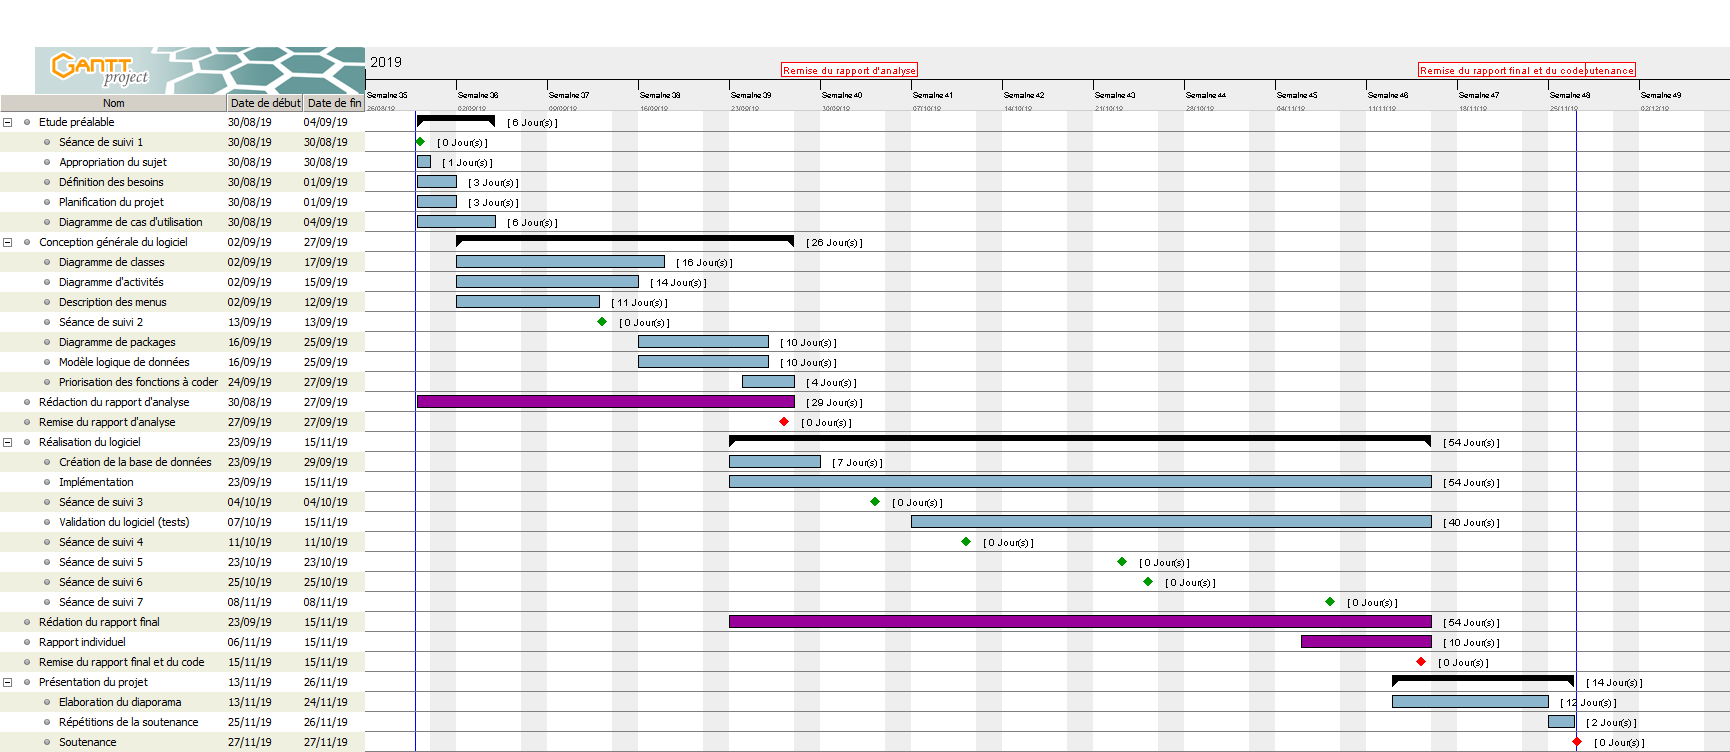 GANTT
project
2019
Remise du rapport d'analyse
Remise du rapport final et du code
outenance
Semaine 35 Semaine 36 Semaine 37 Semaine 38 Semaine 39 Semaine 40 Semaine 41 Semaine 42 Semaine 43 Semaine 44 Semaine 45 Semaine 46 Semaine 47 Semaine 48 Semaine 49
Nom Date de début Date de fin
26/08/19 02/09/19 09/09/19 16/09/19 23/09/19 30/09/19 07/10/19 14/10/19 21/10/19 28/10/19 04/11/19 11/11/19 18/11/19 25/11/19 02/12/19
Etude préalable 30/08/19 04/09/19 [ 6 Jour(s) ]
Séance de suivi 1 30/08/19 30/08/19 [ 0 Jour(s) ]
Appropriation du sujet 30/08/19 30/08/19 [ 1 Jour(s) ]
Définition des besoins 30/08/19 01/09/19 [ 3 Jour(s) ]
Planification du projet 30/08/19 01/09/19 [ 3 Jour(s) ]
Diagramme de cas d'utilisation 30/08/19 04/09/19 [ 6 Jour(s) ]
Conception générale du logiciel 02/09/19 27/09/19 [ 26 Jour(s) ]
Diagramme de classes 02/09/19 17/09/19 [ 16 Jour(s) ]
Diagramme d'activités 02/09/19 15/09/19 [ 14 Jour(s) ]
Description des menus 02/09/19 12/09/19 [ 11 Jour(s) ]
Séance de suivi 2 13/09/19 13/09/19 [ 0 Jour(s) ]
Diagramme de packages 16/09/19 25/09/19 [ 10 Jour(s) ]
Modèle logique de données 16/09/19 25/09/19 [ 10 Jour(s) ]
Priorisation des fonctions à coder 24/09/19 27/09/19 [ 4 Jour(s) ]
Rédaction du rapport d'analyse 30/08/19 27/09/19 [ 29 Jour(s) ]
Remise du rapport d'analyse 27/09/19 27/09/19 [ 0 Jour(s) ]
Réalisation du logiciel 23/09/19 15/11/19 [ 54 Jour(s) ]
Création de la base de données 23/09/19 29/09/19 [ 7 Jour(s) ]
Implémentation 23/09/19 15/11/19 [ 54 Jour(s) ]
Séance de suivi 3 04/10/19 04/10/19 [ 0 Jour(s) ]
Validation du logiciel (tests) 07/10/19 15/11/19 [ 40 Jour(s) ]
Séance de suivi 4 11/10/19 11/10/19 [ 0 Jour(s) ]
Séance de suivi 5 23/10/19 23/10/19 [ 0 Jour(s) ]
Séance de suivi 6 25/10/19 25/10/19 [ 0 Jour(s) ]
Séance de suivi 7 08/11/19 08/11/19 [ 0 Jour(s) ]
Rédation du rapport final 23/09/19 15/11/19 [ 54 Jour(s) ]
Rapport individuel 06/11/19 15/11/19 [ 10 Jour(s) ]
Remise du rapport final et du code 15/11/19 15/11/19 [ 0 Jour(s) ]
Présentation du projet 13/11/19 26/11/19 [ 14 Jour(s) ]
Elaboration du diaporama 13/11/19 24/11/19 [ 12 Jour(s) ]
Répétitions de la soutenance 25/11/19 26/11/19 [ 2 Jour(s) ]
Soutenance 27/11/19 27/11/19 [ 0 Jour(s) ]